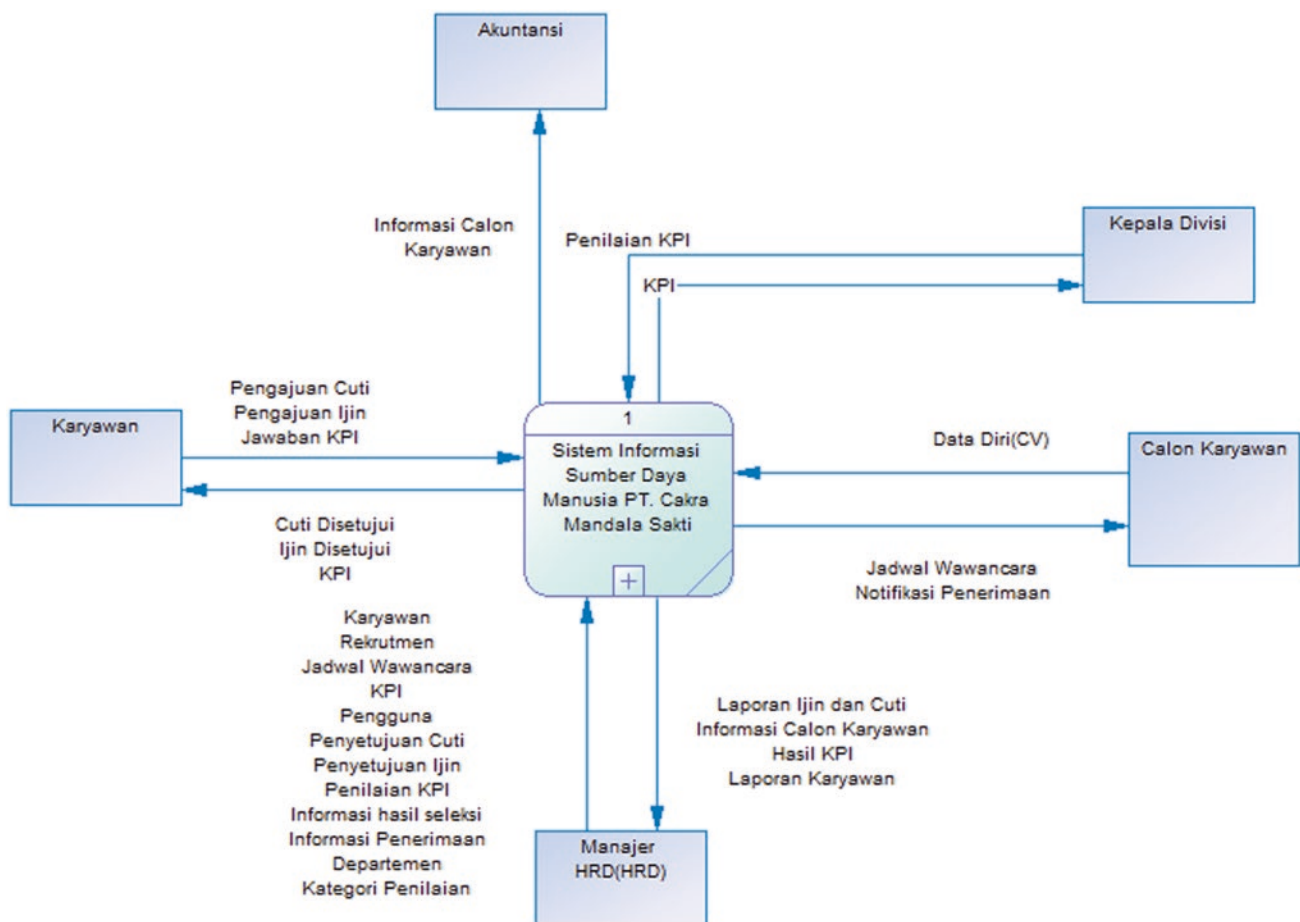 Akuntansi
Informasi Calon
Karyawan
Penilaian KPI
KPI
Kepala Divisi
Pengajuan Cuti
Pengajuan Ijin
Jawaban KPI
Karyawan
Cuti Disetujui
Ijin Disetujui
KPI
1
Sistem Informasi
Sumber Daya
Manusia PT. Cakra
Mandala Sakti
Data Diri(CV)
Calon Karyawan
Jadwal Wawancara
Notifikasi Penerimaan
Karyawan
Rekrutmen
Jadwal Wawancara
KPI
Pengguna
Penyetujuan Cuti
Penyetujuan Ijin
Penilaian KPI
Informasi hasil seleksi
Informasi Penerimaan
Departemen
Kategori Penilaian
Laporan Ijin dan Cuti
Informasi Calon Karyawan
Hasil KPI
Laporan Karyawan
Manajer
HRD(HRD)